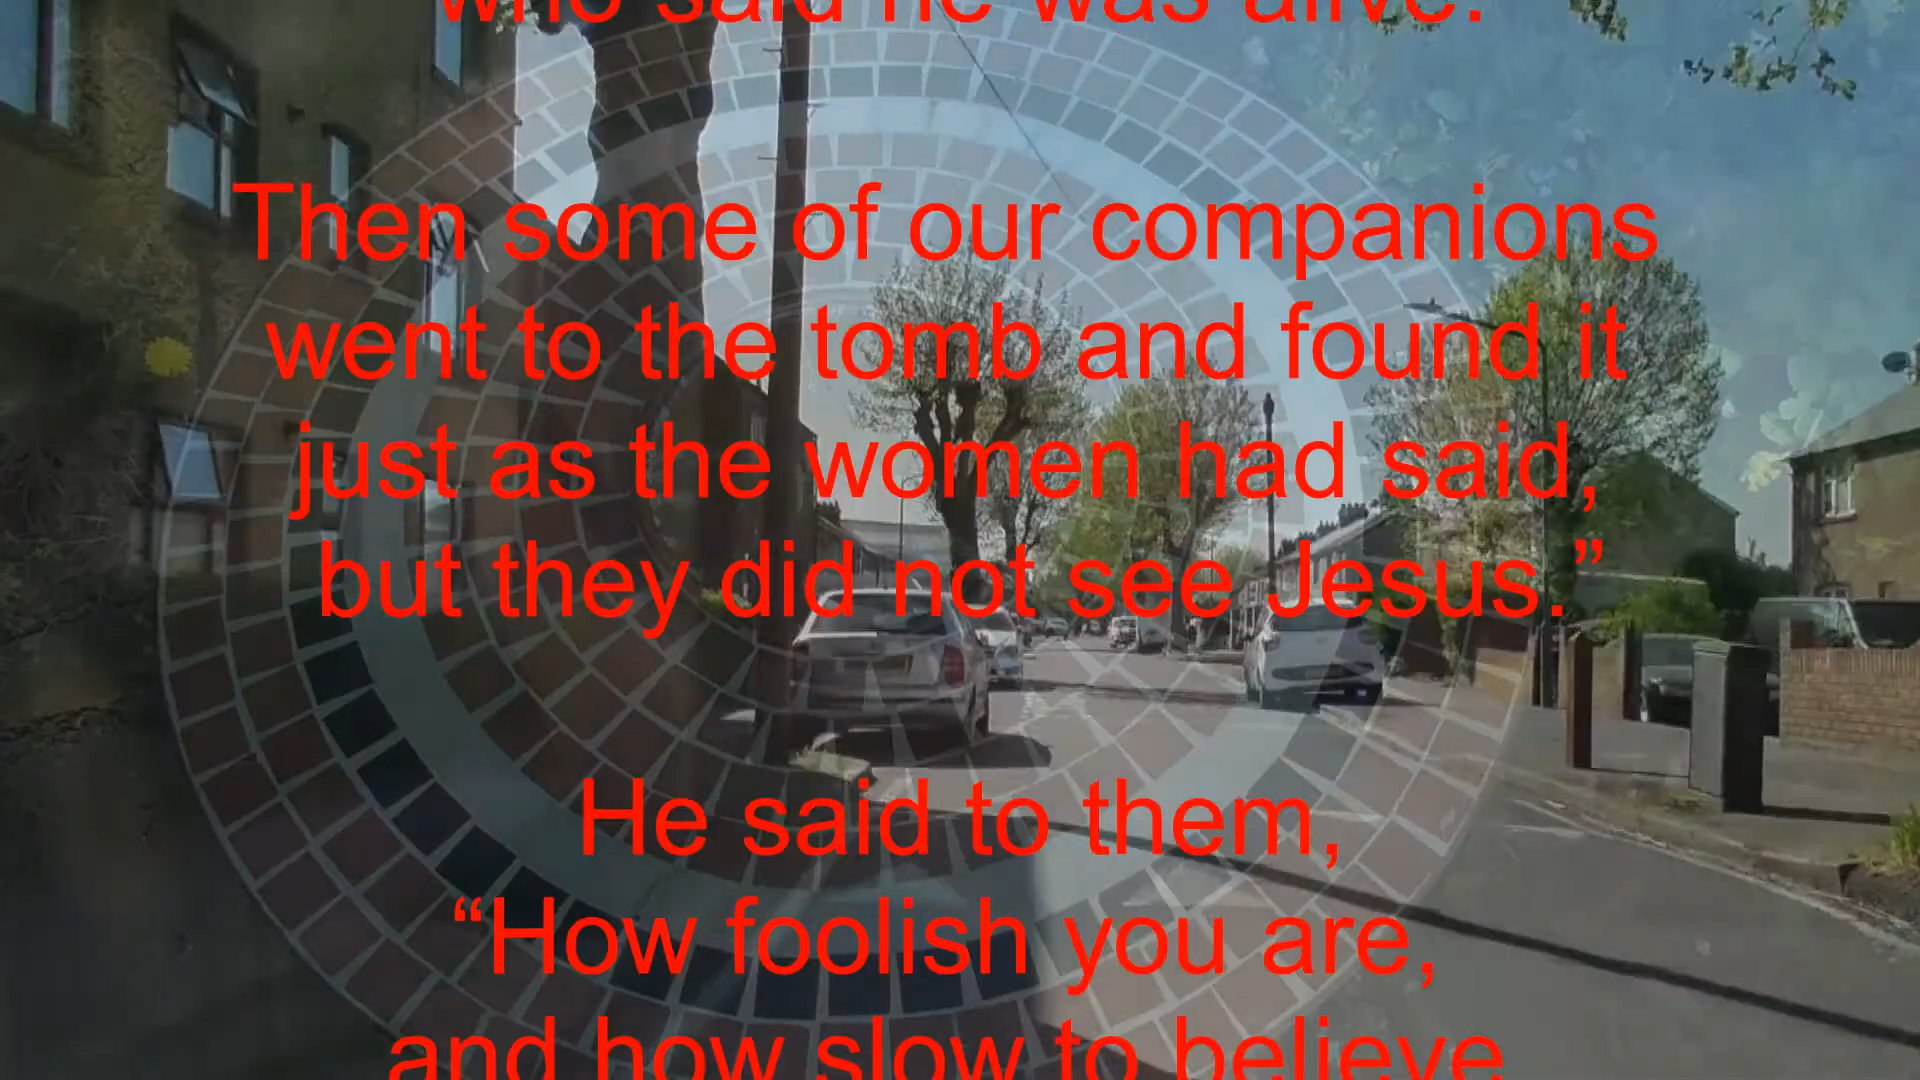 who said he was alive.
Then some of our companions
went to the tomb and found it
just as the women had said,
but they did not see Jesus.”
He said to them,
“How foolish you are,
and how slow to believe